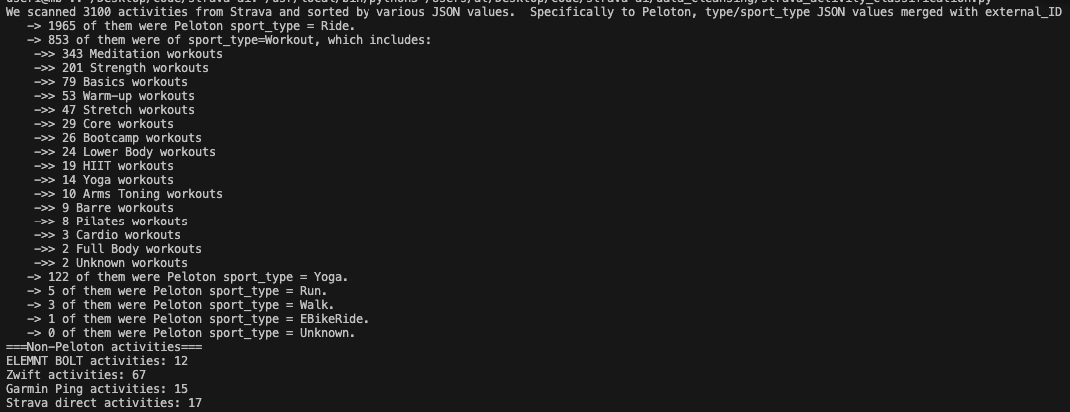 We scanned 3100 activities from Strava and sorted by various JSON values.  Specifically to Peloton, type/sport_type JSON values merged with external_ID
-> 1965 of them were Peloton sport_type = Ride.
-> 853 of them were of sport_type=Workout, which includes:
->> 343 Meditation workouts
->> 201 Strength workouts
->> 79 Basics workouts
->> 53 Warm-up workouts
->> 47 Stretch workouts
->> 29 Core workouts
->> 26 Bootcamp workouts
->> 24 Lower Body workouts
->> 19 HIIT workouts
->> 14 Yoga workouts
->> 10 Arms Toning workouts
->> 9 Barre workouts
->> 8 Pilates workouts
->> 3 Cardio workouts
->> 2 Full Body workouts
->> 2 Unknown workouts
-> 122 of them were Peloton sport_type = Yoga.
-> 5 of them were Peloton sport_type = Run.
-> 3 of them were Peloton sport_type = Walk.
-> 1 of them were Peloton sport_type = EBikeRide.
-> 0 of them were Peloton sport_type = Unknown.
===Non-Peloton activities===
ELEMNT BOLT activities: 12
Zwift activities: 67
Garmin Ping activities: 15
Strava direct activities: 17